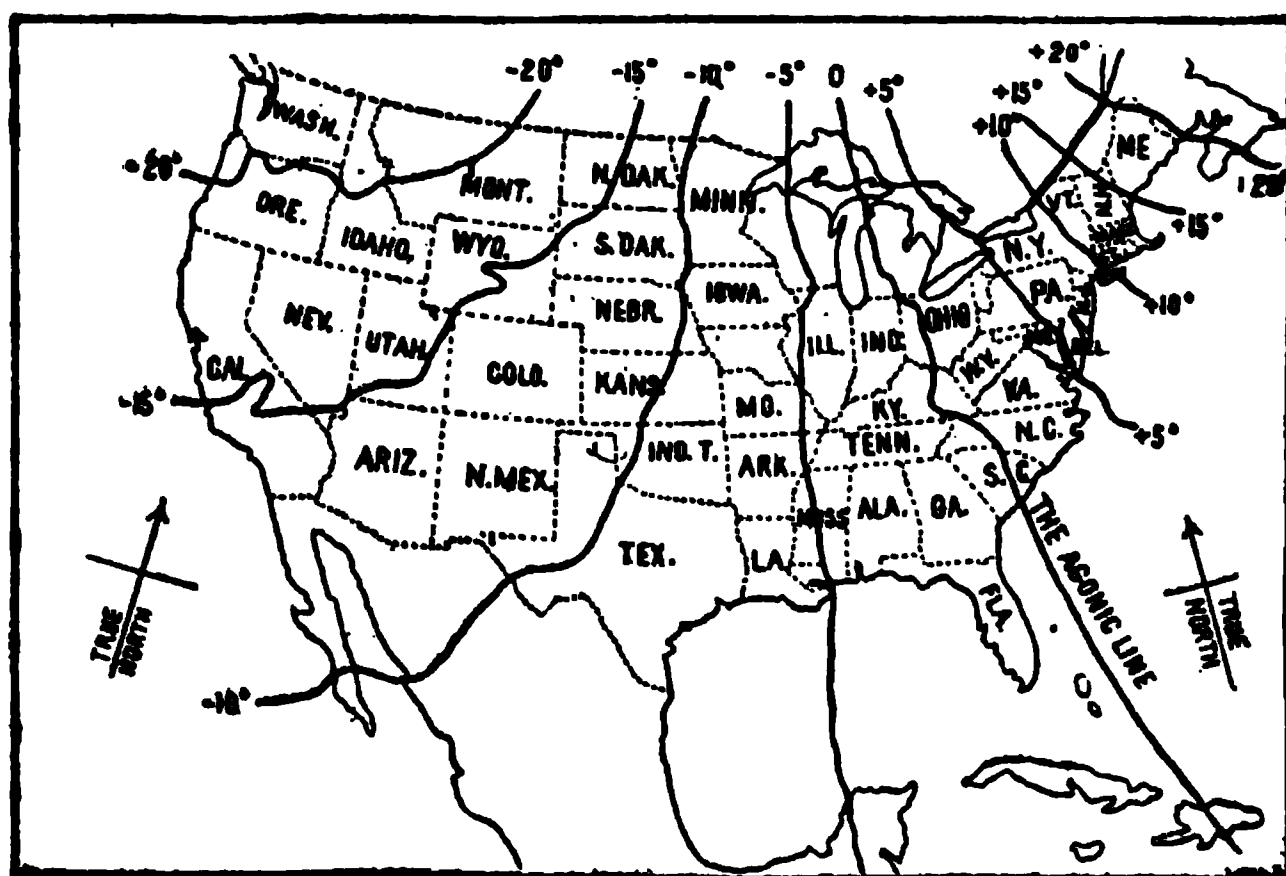 -20° -15° -10° -5° 0 +5° +20°
+15°
+10°
WASH.
ME
-20°
MONT.
N. DAK.
MINN.
VT.
N.H.
ORE.
+15°
IDAHO,
WYO.
S. DAK.
N.Y.
IOWA.
PA.
+10°
NEV.
NEBR.
UTAH
ILL.
IND.
OHIO
DEL.
CAL.
COLO.
KANS
W.V.
VA.
-15°
MO.
KY.
N.C.
+5°
TENN.
ARIZ.
N.MEX.
IND. T.
ARK.
S. C.
MISS
ALA.
GA.
TEX.
LA.
FLA.
THE AGONIC LINE
TRUE
NORTH
TRUE
NORTH
-10°